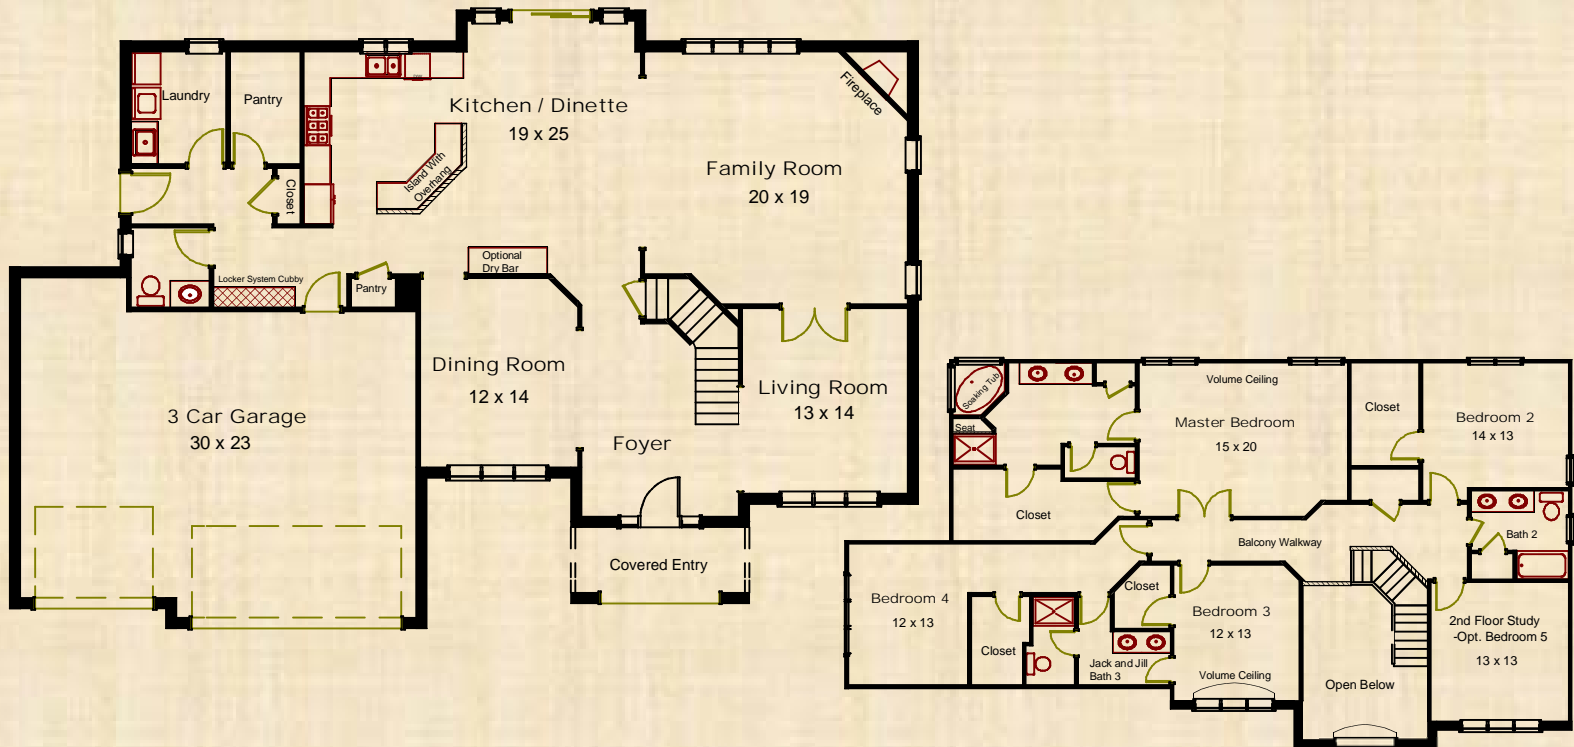 Laundry
Pantry
Closet
Kitchen / Dinette
19 x 25
Island With
Overhang
Fireplace
Family Room
20 x 19
Optional
Dry Bar
Locker System Cubby
Pantry
Dining Room
12 x 14
Living Room
13 x 14
3 Car Garage
30 x 23
Foyer
Covered Entry
Soaking Tub
Seat
Volume Ceiling
Master Bedroom
15 x 20
Closet
Bedroom 2
14 x 13
Closet
Balcony Walkway
Bath 2
Bedroom 4
12 x 13
Closet
Closet
Jack and Jill
Bath 3
Bedroom 3
12 x 13
Volume Ceiling
Open Below
2nd Floor Study
-Opt. Bedroom 5
13 x 13